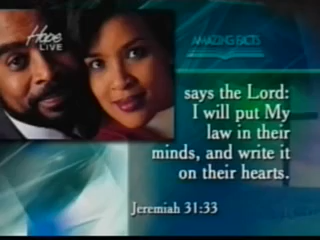 Hope
LIVE
AMAZING FACTS
says the Lord:
I will put My
law in their
minds, and write it
on their hearts.
Jeremiah 31:33